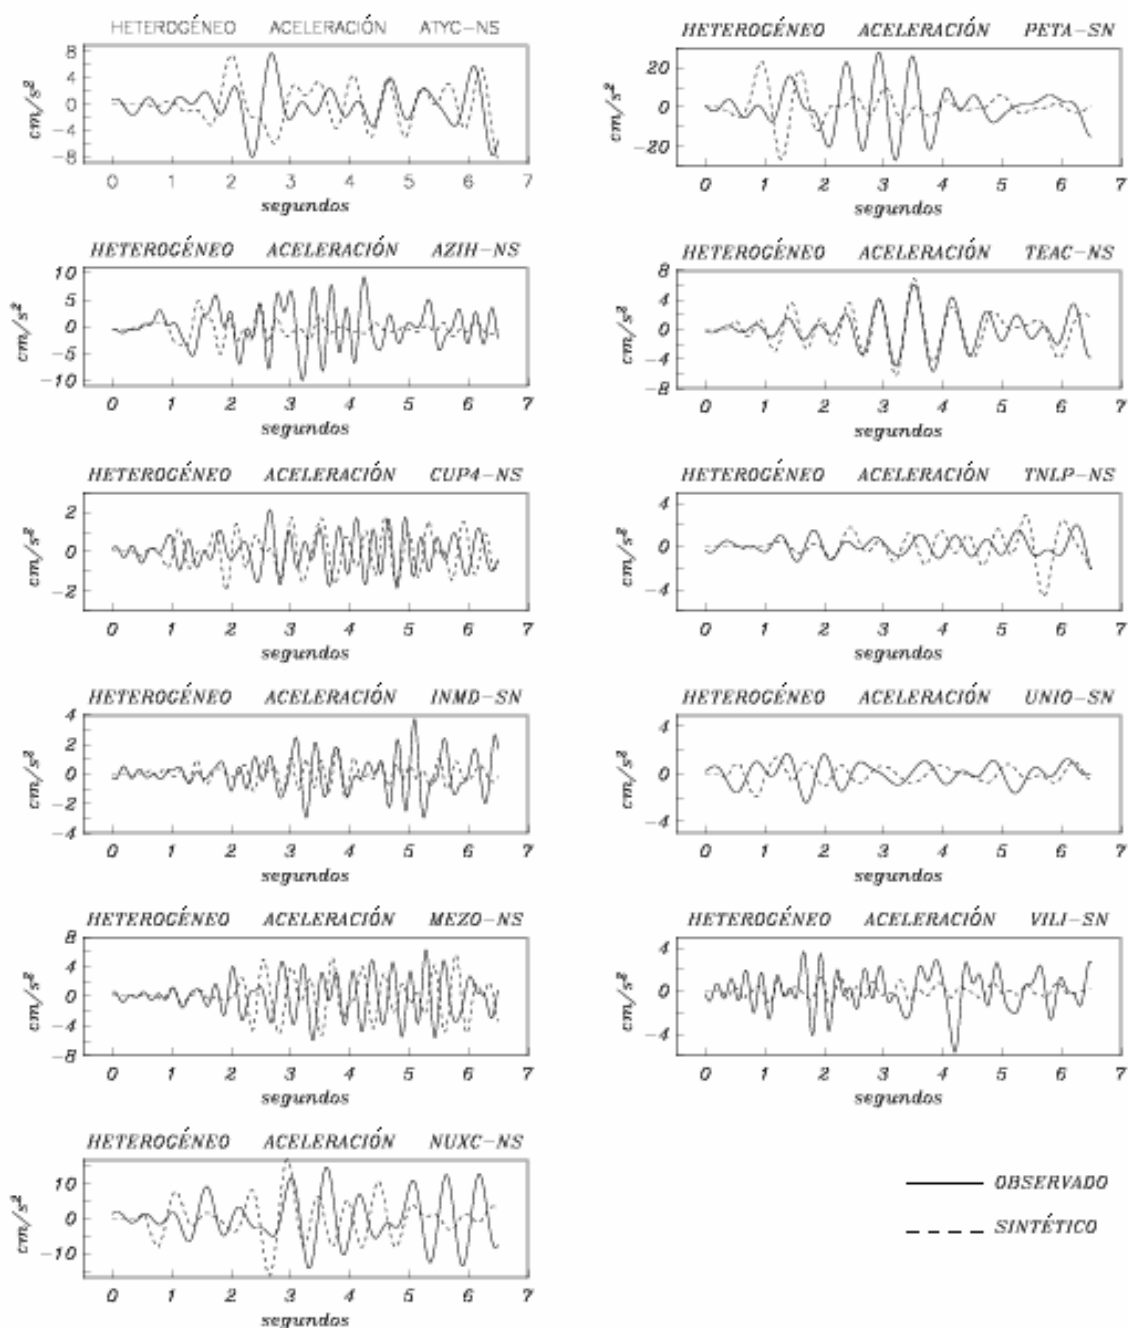 HETEROGÉNEO ACELERACIÓN ATYC-NS
cm/s²
8
4
0
-4
-8
0 1 2 3 4 5 6 7
segundos
HETEROGÉNEO ACELERACIÓN PETA-SN
cm/s²
20
0
-20
0 1 2 3 4 5 6 7
segundos
HETEROGÉNEO ACELERACIÓN AZIH-NS
cm/s²
10
5
0
-5
-10
0 1 2 3 4 5 6 7
segundos
HETEROGÉNEO ACELERACIÓN TEAC-NS
cm/s²
8
4
0
-4
-8
0 1 2 3 4 5 6 7
segundos
HETEROGÉNEO ACELERACIÓN CUP4-NS
cm/s²
2
0
-2
0 1 2 3 4 5 6 7
segundos
HETEROGÉNEO ACELERACIÓN TNLP-NS
cm/s²
4
0
-4
0 1 2 3 4 5 6 7
segundos
HETEROGÉNEO ACELERACIÓN INMD-SN
cm/s²
4
2
0
-2
-4
0 1 2 3 4 5 6 7
segundos
HETEROGÉNEO ACELERACIÓN UNIO-SN
cm/s²
4
0
-4
0 1 2 3 4 5 6 7
segundos
HETEROGÉNEO ACELERACIÓN MEZO-NS
cm/s²
8
4
0
-4
-8
0 1 2 3 4 5 6 7
segundos
HETEROGÉNEO ACELERACIÓN VILI-SN
cm/s²
4
0
-4
0 1 2 3 4 5 6 7
segundos
HETEROGÉNEO ACELERACIÓN NUXC-NS
cm/s²
10
0
-10
0 1 2 3 4 5 6 7
segundos
OBSERVADO
SINTÉTICO